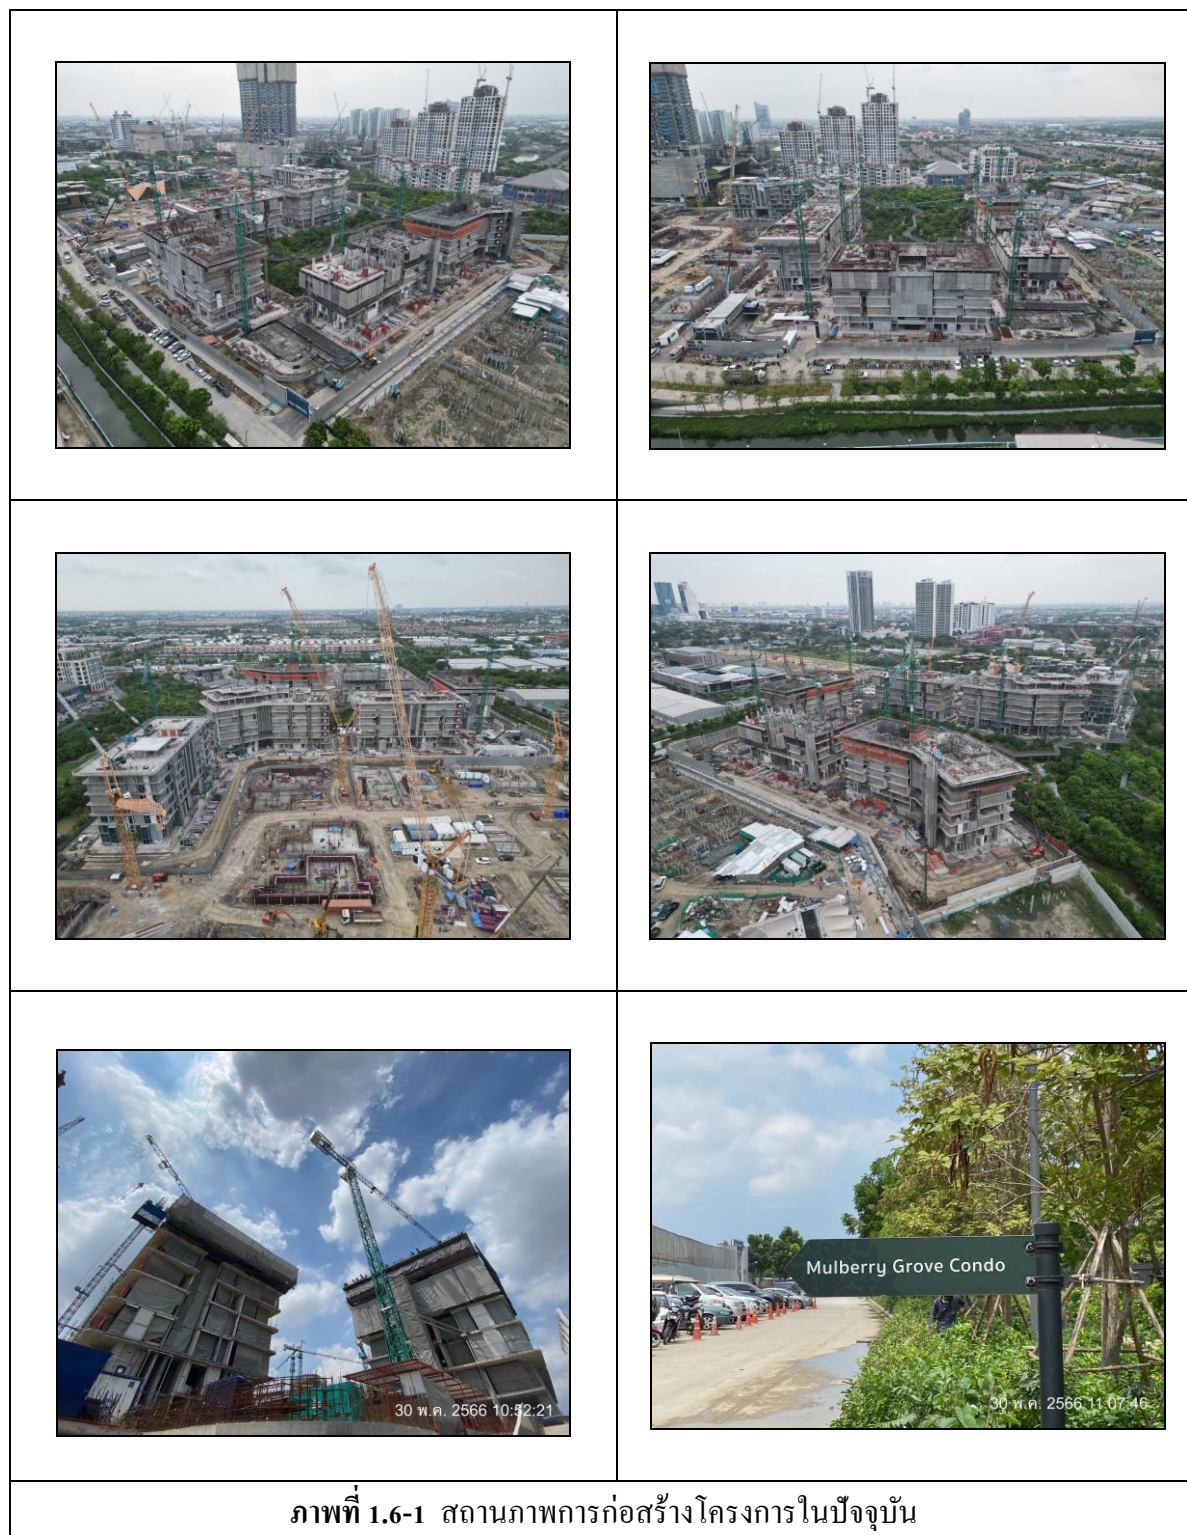 30 พ.ค. 2566 10:52:21
Mulberry Grove Condo
30 พ.ค. 2566 11:07:46
ภาพที่ 1.6-1 สถานภาพการก่อสร้างโครงการในปัจจุบัน